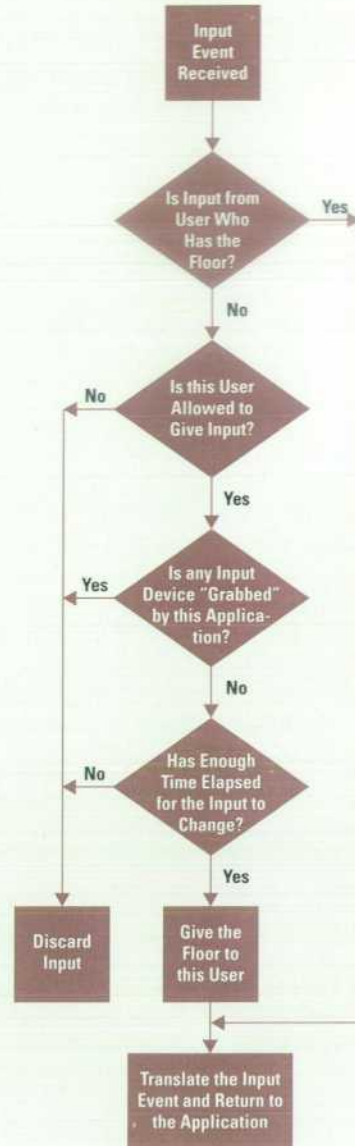 Input
Event
Received
Is Input from
User Who
Has the
Floor?
Yes
No
Is this User
Allowed to
Give Input?
No
Yes
Is any Input
Device "Grabbed"
by this Applica-
tion?
Yes
No
Has Enough
Time Elapsed
for the Input to
Change?
No
Yes
Discard
Input
Give the
Floor to
this User
Translate the Input
Event and Return to
the Application